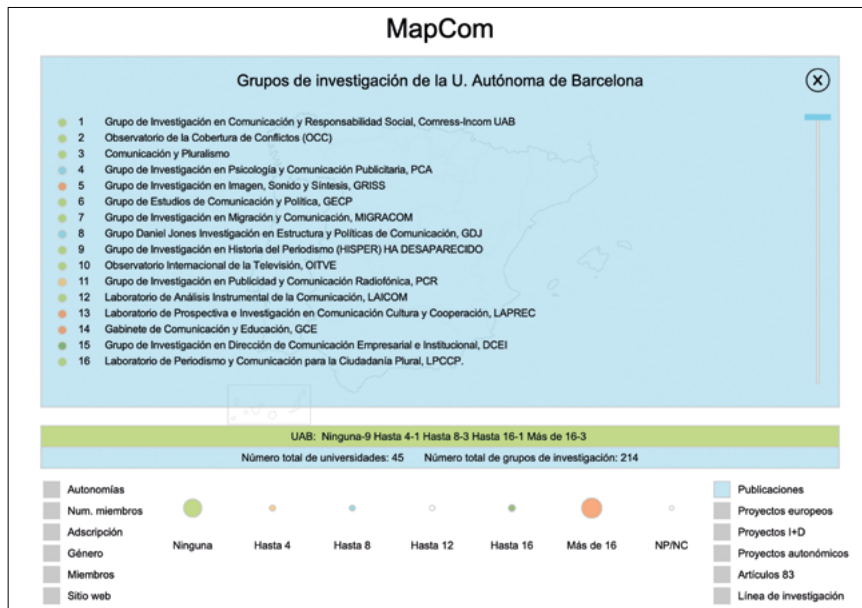 MapCom
Grupos de investigación de la U. Autónoma de Barcelona
X
1 Grupo de Investigación en Comunicación y Responsabilidad Social, Comress-Incom UAB
2 Observatorio de la Cobertura de Conflictos (OCC)
3 Comunicación y Pluralismo
4 Grupo de Investigación en Psicología y Comunicación Publicitaria, PCA
5 Grupo de Investigación en Imagen, Sonido y Síntesis, GRISS
6 Grupo de Estudios de Comunicación y Política, GECP
7 Grupo de Investigación en Migración y Comunicación, MIGRACOM
8 Grupo Daniel Jones Investigación en Estructura y Políticas de Comunicación, GDJ
9 Grupo de Investigación en Historia del Periodismo (HISPER) HA DESAPARECIDO
10 Observatorio Internacional de la Televisión, OITVE
11 Grupo de Investigación en Publicidad y Comunicación Radiofónica, PCR
12 Laboratorio de Análisis Instrumental de la Comunicación, LAICOM
13 Laboratorio de Prospectiva e Investigación en Comunicación Cultura y Cooperación, LAPREC
14 Gabinete de Comunicación y Educación, GCE
15 Grupo de Investigación en Dirección de Comunicación Empresarial e Institucional, DCEI
16 Laboratorio de Periodismo y Comunicación para la Ciudadanía Plural, LPCCP.
UAB: Ninguna-9 Hasta 4-1 Hasta 8-3 Hasta 16-1 Más de 16-3
Número total de universidades: 45 Número total de grupos de investigación: 214
Autonomías
Num. miembros
Adscripción
Género
Miembros
Sitio web
Ninguna
Hasta 4
Hasta 8
Hasta 12
Hasta 16
Más de 16
NP/NC
Publicaciones
Proyectos europeos
Proyectos I+D
Proyectos autonómicos
Artículos 83
Línea de investigación